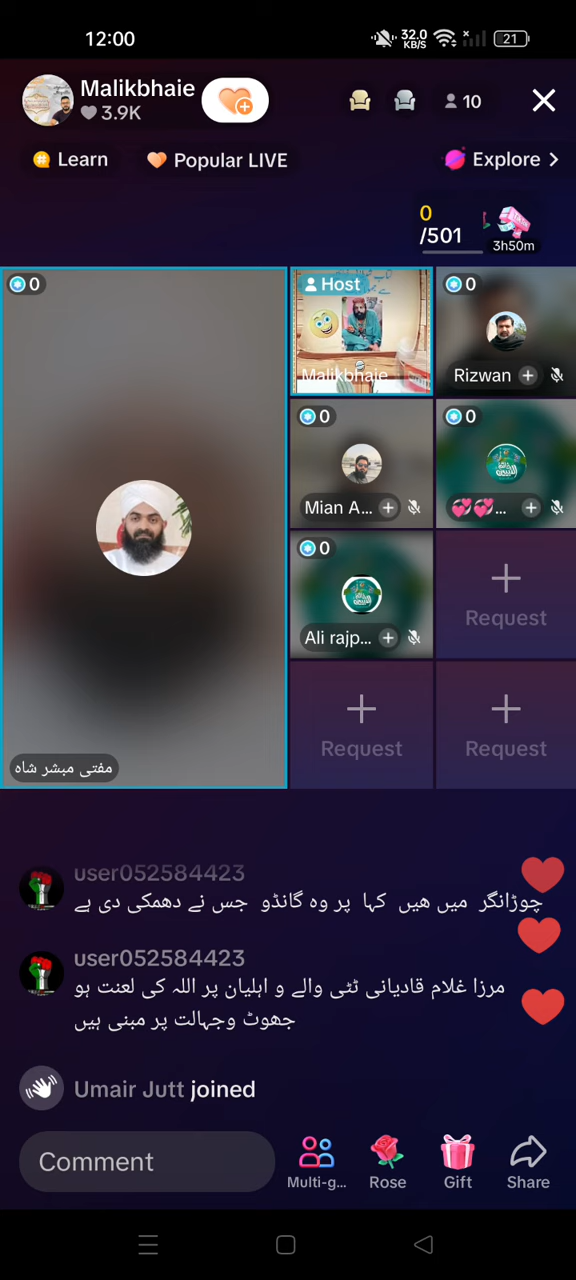 12:00
32.0
KB/S
21
Malikbhaie
3.9K
10
Learn
Popular LIVE
Explore >
0
/501
3h50m
0
Host
0
Malikbhaie
Rizwan
0
0
Mian A...
0
Ali rajp...
Request
Request
Request
مفتی مبشر شاہ
user052584423
چوڑانگر میں ھیں کہا پر وہ گانڈو جس نے دھمکی دی ہے
user052584423
مرزا غلام قادیانی ٹٹی والے و اہلیان پر اللہ کی لعنت ہو
جھوٹ وجہالت پر مبنی ہیں
Umair Jutt joined
Comment
Multi-g...
Rose
Gift
Share